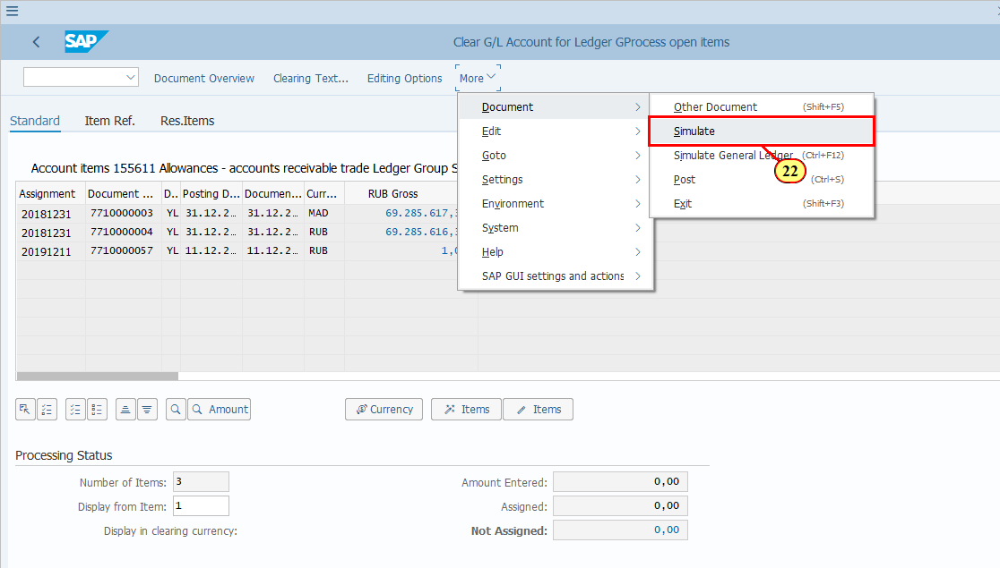 SAP
Clear G/L Account for Ledger GProcess open items
Document Overview Clearing Text... Editing Options More
Document Other Document (Shift+F5)
Standard Item Ref. Res.Items
Edit Simulate
Goto Simulate General Ledger (Ctrl+F12)
22
Account items 155611 Allowances - accounts receivable trade Ledger Group S
Settings Post (Ctrl+S)
Assignment Document ... D.. Posting D... Documen... Curr... RUB Gross
Environment Exit (Shift+F3)
20181231 7710000003 YL 31.12.2... 31.12.2... MAD 69.285.617,3
System
20181231 7710000004 YL 31.12.2... 31.12.2... RUB 69.285.616,3
Help
20191211 7710000057 YL 11.12.2... 11.12.2... RUB 1,0
SAP GUI settings and actions
Amount Currency Items Items
Processing Status
Number of Items: 3 Amount Entered: 0,00
Display from Item: 1 Assigned: 0,00
Display in clearing currency: Not Assigned: 0,00